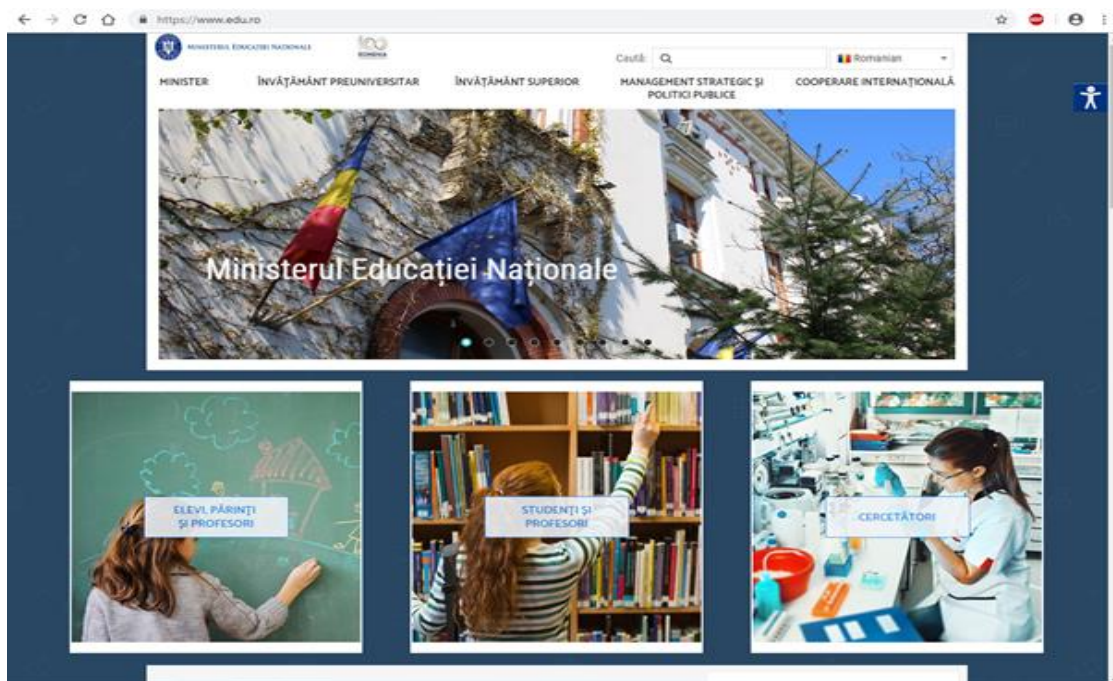 https://www.edu.ro
MINISTERUL EDUCAȚIEI NAȚIONALE
ROMÂNIA
Caută:
Romanian
MINISTER
ÎNVĂȚĂMÂNT PREUNIVERSITAR
ÎNVĂȚĂMÂNT SUPERIOR
MANAGEMENT STRATEGIC ȘI
POLITICI PUBLICE
COOPERARE INTERNAȚIONALĂ
Ministerul Educației Naționale
ELEVI, PĂRINȚI
ȘI PROFESORI
STUDENȚI ȘI
PROFESORI
CERCETĂTORI